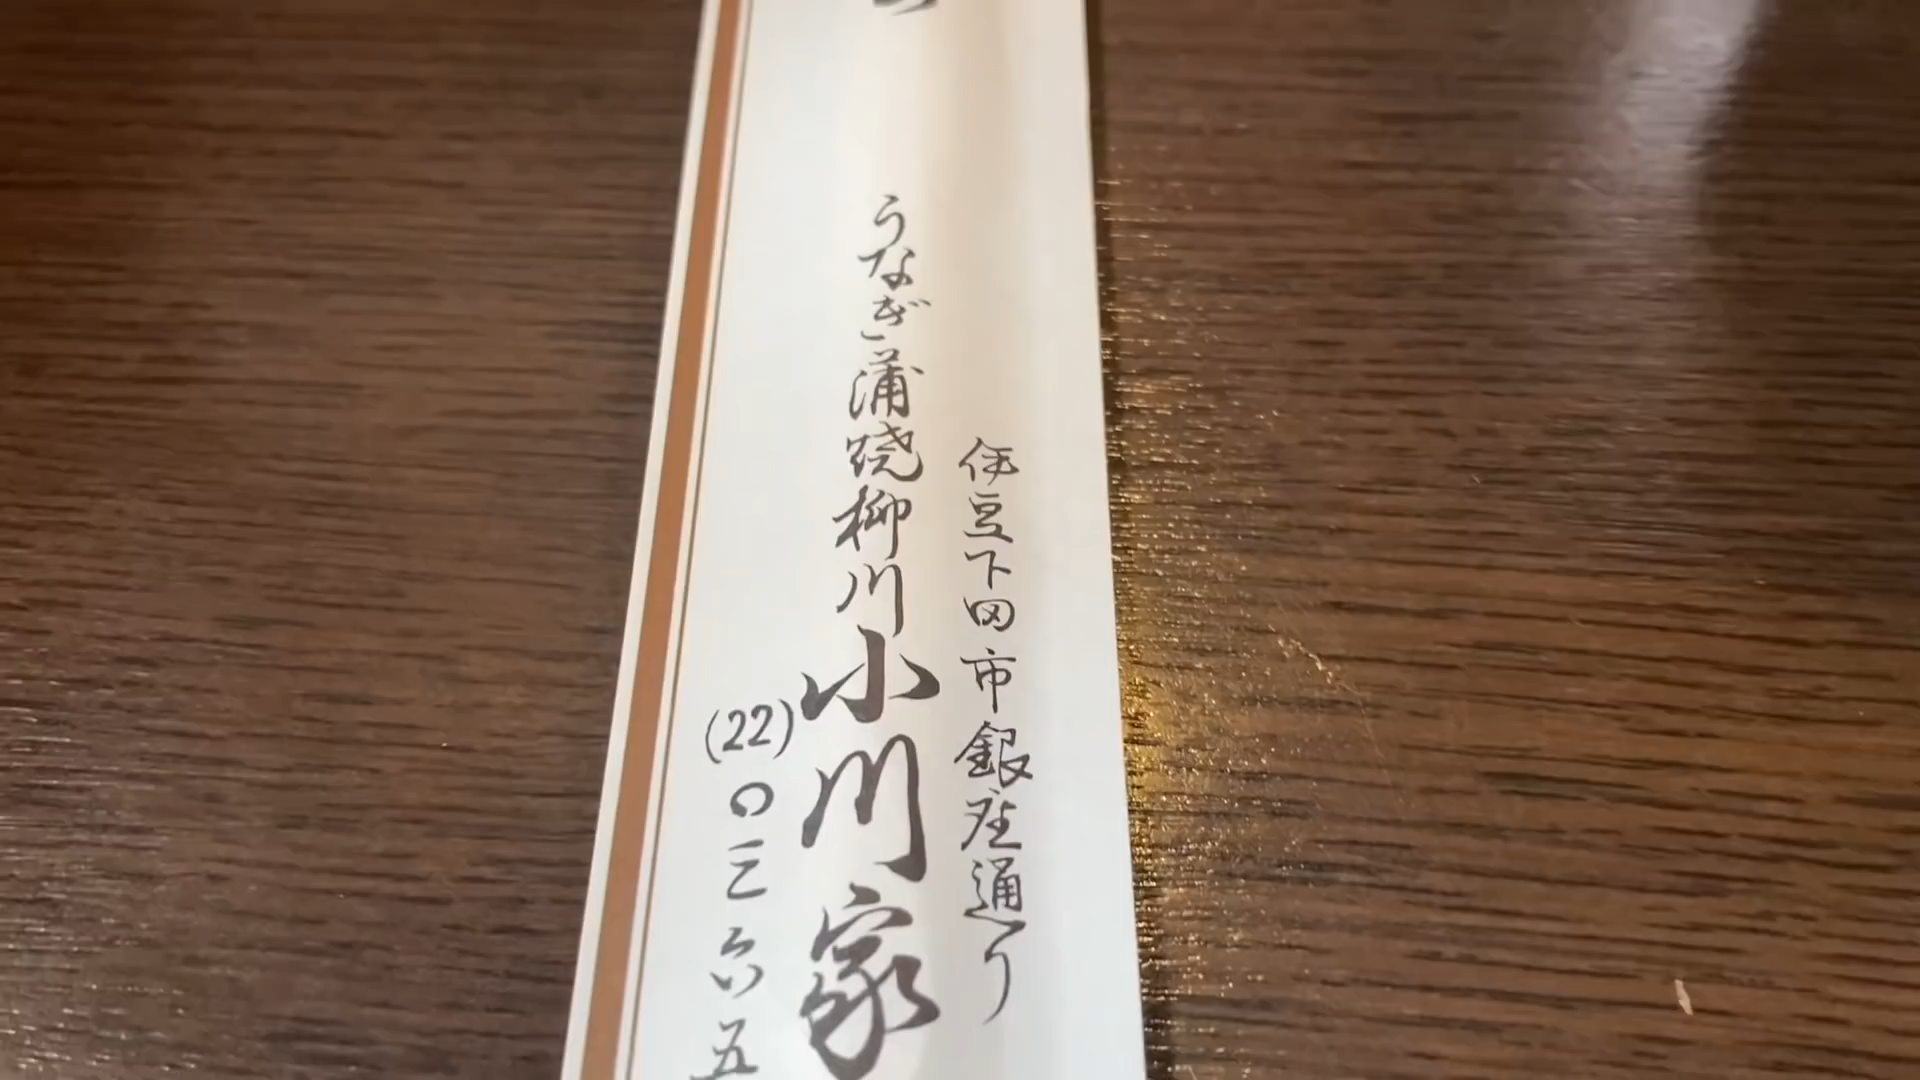 伊豆下田市銀座通り
うなぎ蒲焼柳川小川家
(22)〇三六五